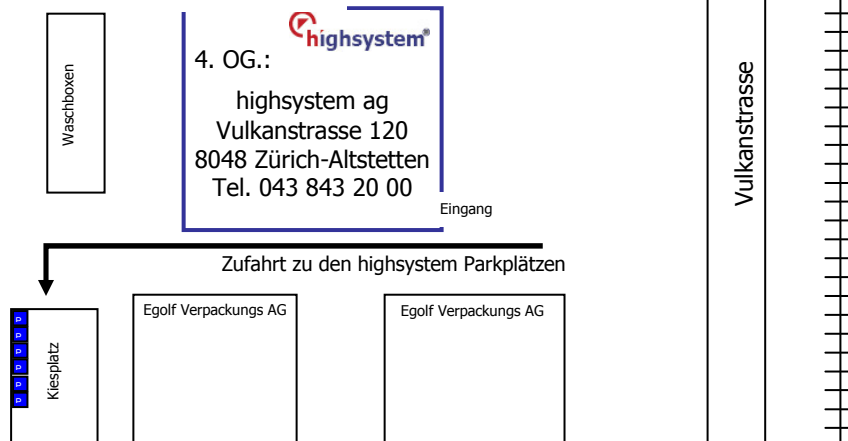 highsystem®
4. OG.:
highsystem ag
Vulkanstrasse 120
8048 Zürich-Altstetten
Tel. 043 843 20 00
Eingang
Waschboxen
Vulkanstrasse
Zufahrt zu den highsystem Parkplätzen
Egolf Verpackungs AG
Egolf Verpackungs AG
P
P
P
P
P
P
Kiesplatz